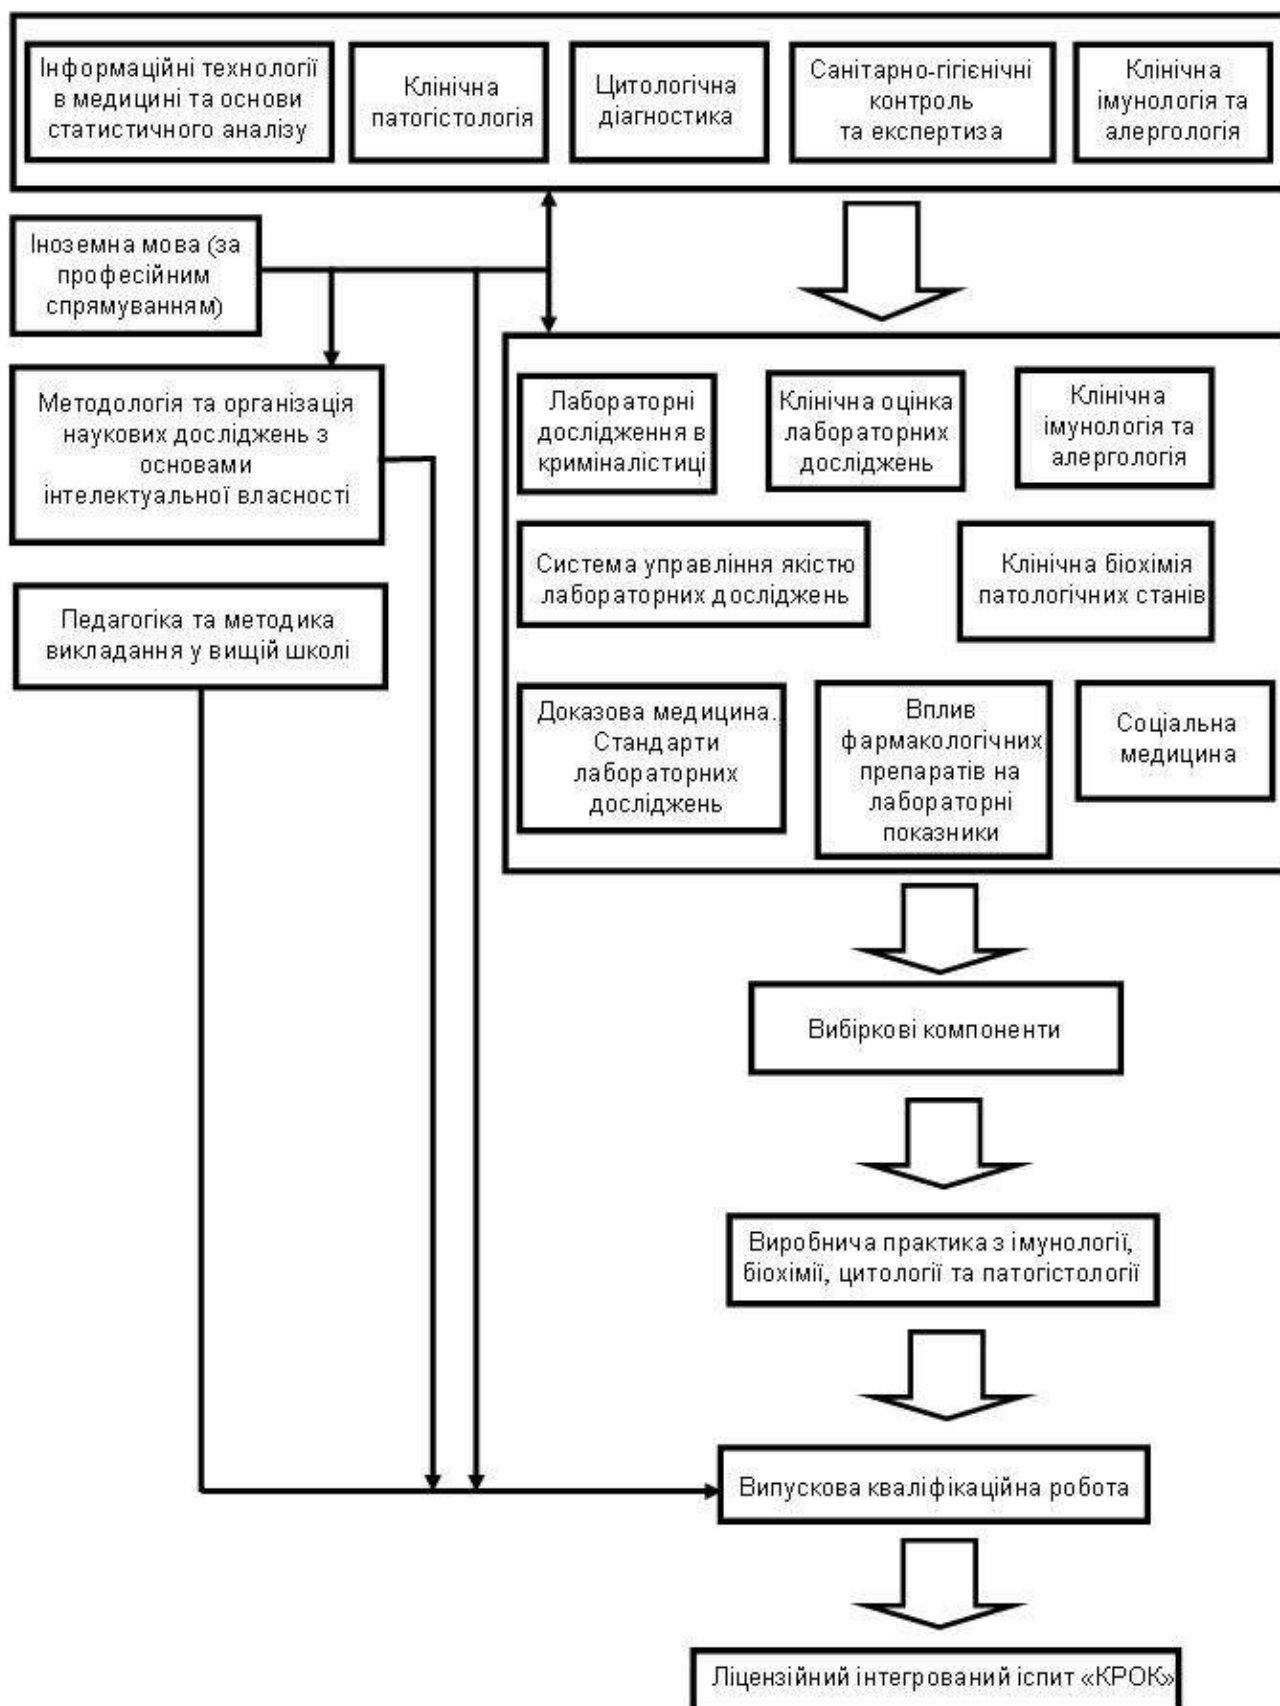 Інформаційні технології
в медицині та основи
статистичного аналізу
Клінічна
патогістологія
Цитологічна
діагностика
Санітарно-гігієнічні
контроль
та експертиза
Клінічна
імунологія та
алергологія
Іноземна мова (за
професійним
спрямуванням)
Методологія та організація
наукових досліджень з
основами
інтелектуальної власності
Педагогіка та методика
викладання у вищій школі
Лабораторні
дослідження в
криміналістиці
Клінічна оцінка
лабораторних
досліджень
Клінічна
імунологія та
алергологія
Система управління якістю
лабораторних досліджень
Клінічна біохімія
патологічних станів
Доказова медицина.
Стандарти
лабораторних
досліджень
Вплив
фармакологічних
препаратів на
лабораторні
показники
Соціальна
медицина
Вибіркові компоненти
Виробнича практика з імунології,
біохімії, цитології та патогістології
Випускова кваліфікаційна робота
Ліцензійний інтегрований іспит «КРОК»